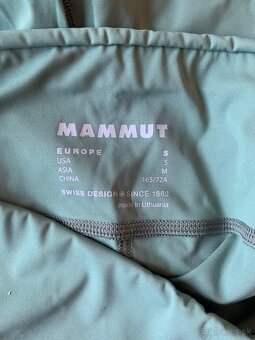 MAMMUT
EUROPE S
USA S
ASIA M
CHINA 165/72A
SWISS DESIGN SINCE 1862
made in Lithuania